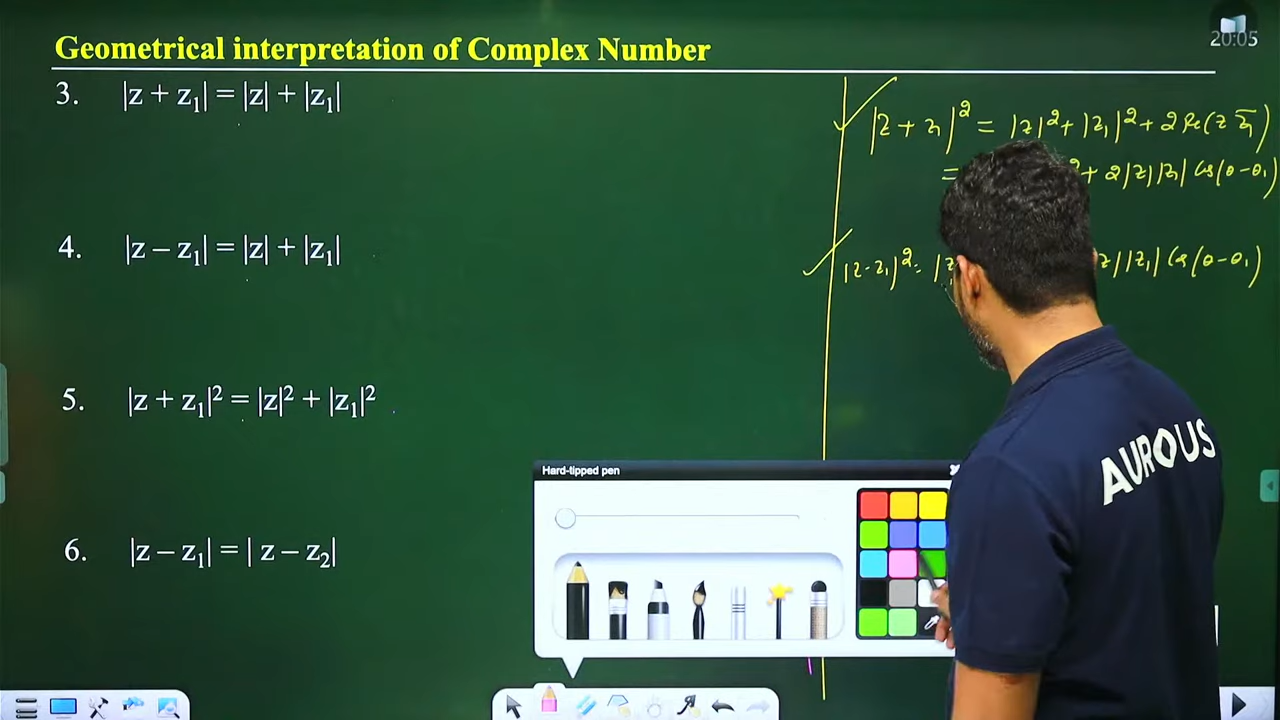 20:05
Geometrical interpretation of Complex Number
3. |z + z₁| = |z| + |z₁|
|z + z₁|² = |z|² + |z₁|² + 2 Re(z z̄₁)
= ² + 2|z||z₁| Cos(θ-θ₁)
4. |z – z₁| = |z| + |z₁|
|z - z₁|² = |z z||z₁| Cos(θ-θ₁)
5. |z + z₁|² = |z|² + |z₁|²
Hard-tipped pen
AUROUS
6. |z – z₁| = | z – z₂|